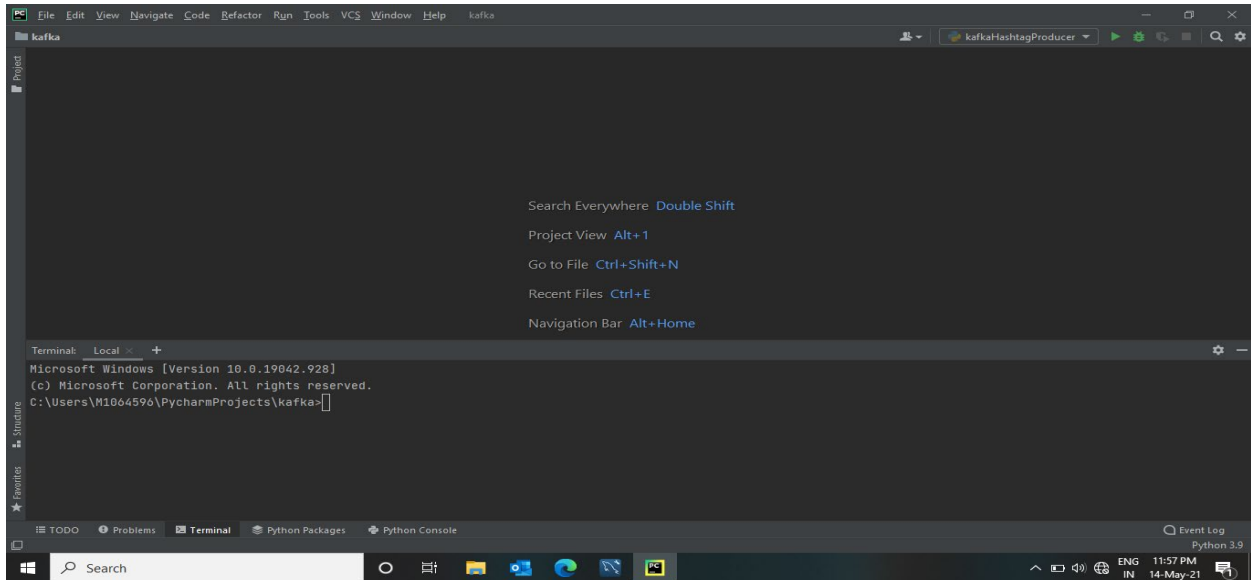 PC File Edit View Navigate Code Refactor Run Tools VCS Window Help kafka
kafka kafkaHashtagProducer
Project
Search Everywhere Double Shift
Project View Alt+1
Go to File Ctrl+Shift+N
Recent Files Ctrl+E
Navigation Bar Alt+Home
Terminal: Local × +
Microsoft Windows [Version 10.0.19042.928]
(c) Microsoft Corporation. All rights reserved.
C:\Users\M1064596\PycharmProjects\kafka>
Structure
Favorites
TODO Problems Terminal Python Packages Python Console Event Log
Python 3.9
Search PC ENG 11:57 PM
IN 14-May-21 1